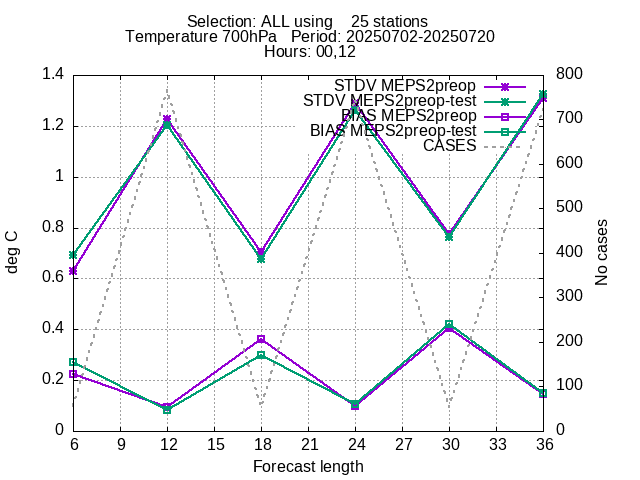 Selection: ALL using    25 stations
Temperature 700hPa   Period: 20250702-20250720
Hours: 00,12
1.4
1.2
1
0.8
0.6
0.4
0.2
0
deg C
STDV MEPS2preop
STDV MEPS2preop-test
BIAS MEPS2preop
BIAS MEPS2preop-test
CASES
800
700
600
500
400
300
200
100
0
No cases
6 9 12 15 18 21 24 27 30 33 36
Forecast length